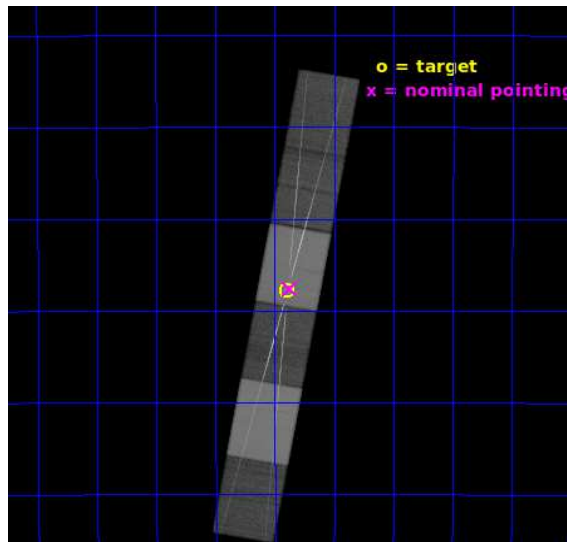 o = target
x = nominal pointing